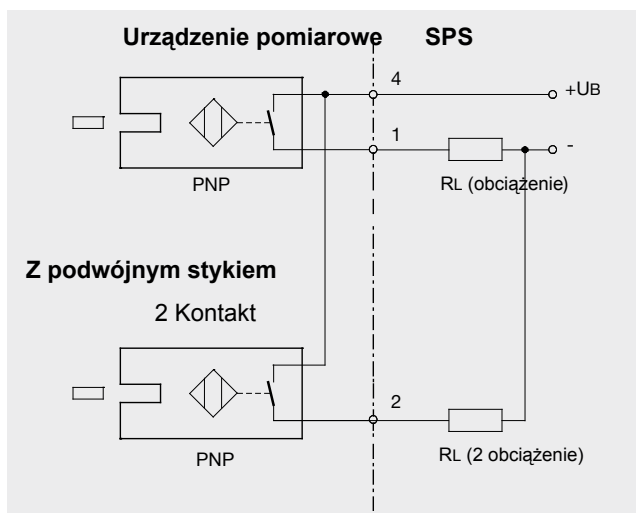 Urządzenie pomiarowe SPS
4
+UB
1
-
PNP
RL (obciążenie)
Z podwójnym stykiem
2 Kontakt
2
PNP
RL (2 obciążenie)